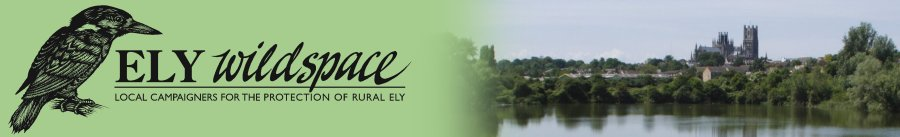 ELY wildspace
LOCAL CAMPAIGNERS FOR THE PROTECTION OF RURAL ELY